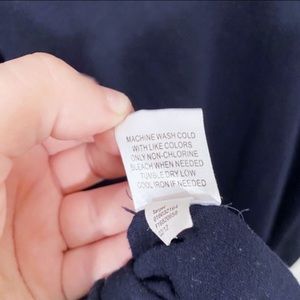 MACHINE WASH COLD
WITH LIKE COLORS
ONLY NON-CHLORINE
BLEACH WHEN NEEDED
TUMBLE DRY LOW
COOL IRON IF NEEDED